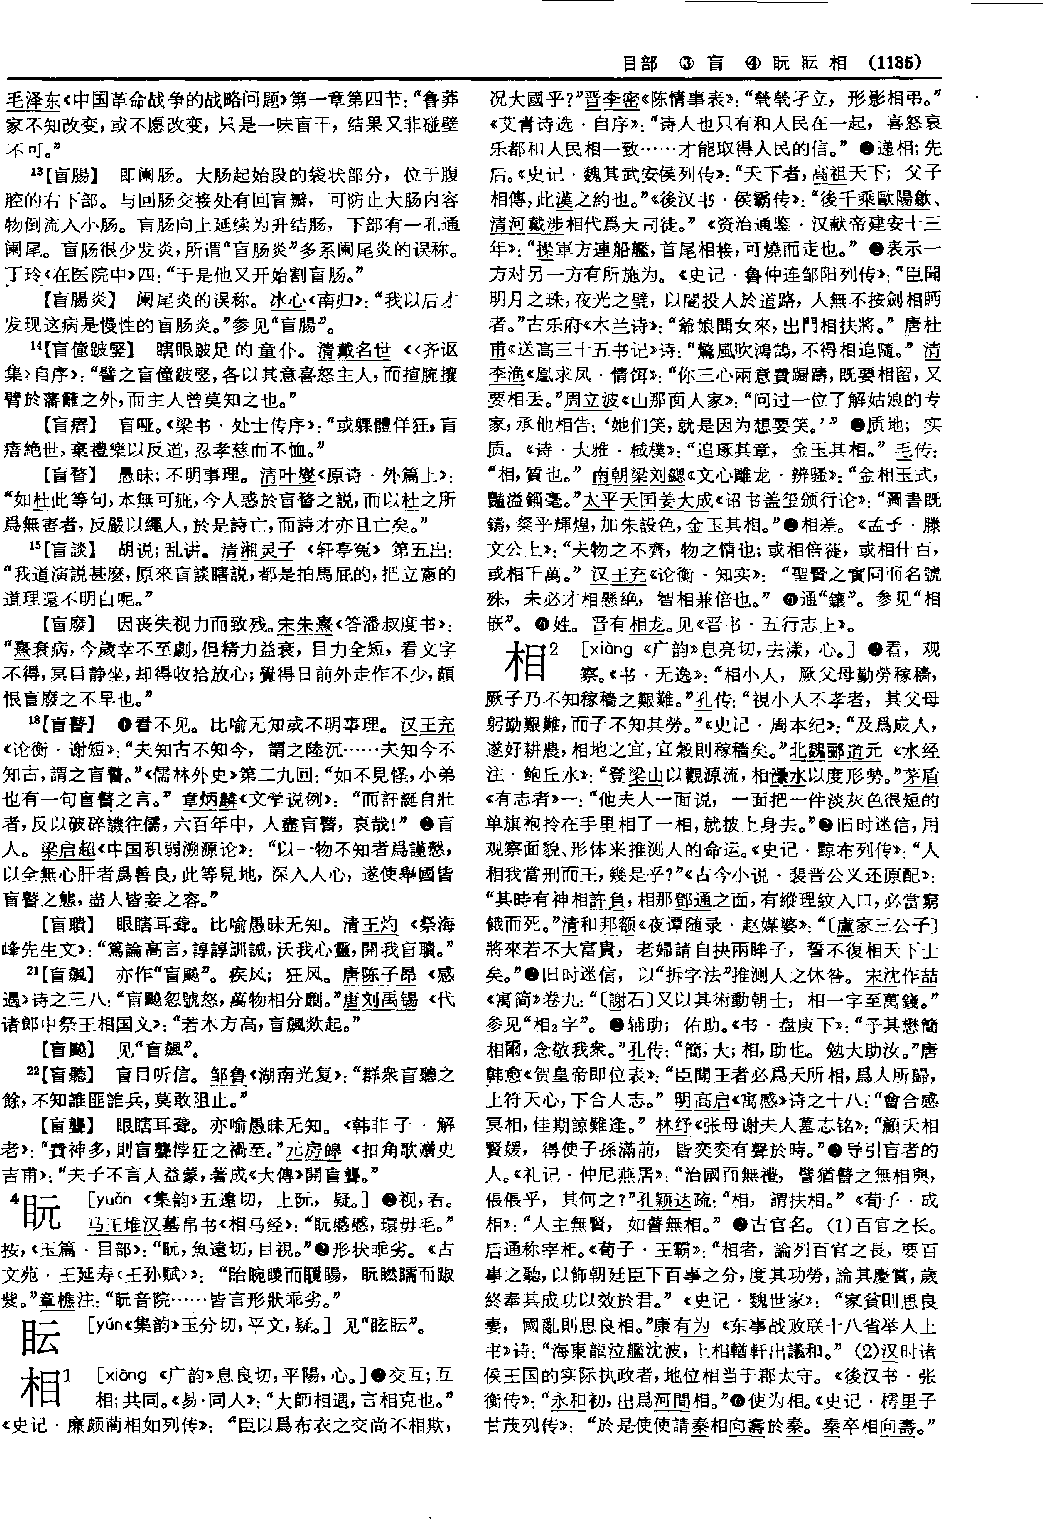 目部 ③盲 ④盶眃相 (1135)
毛泽东《中国革命战争的战略问题》第一章第四节：“鲁莽
家不知改变，或不愿改变，只是一味盲干，结果又非碰壁
不可。”
13【盲腸】 即阑肠。大肠起始段的袋状部分，位于腹
腔的右下部。与回肠交接处有回盲瓣，可防止大肠内容
物倒流入小肠。盲肠向上延续为升结肠，下部有一孔通
阑尾。盲肠很少发炎，所谓“盲肠炎”多系阑尾炎的误称。
丁玲《在医院中》四：“于是他又开始割盲肠。”
【盲腸炎】 阑尾炎的误称。冰心《南归》：“我以后才
发现这病是慢性的盲肠炎。”参见“盲腸”。
14【盲僮跛竪】 瞎眼跛足的童仆。清戴名世《〈齐讴
集〉自序》：“譬之盲僮跛竪，各以其意喜怒主人，而揎腕攘
臂於藩籬之外，而主人曾莫知之也。”
【盲瘖】 盲哑。《梁书·处士传序》：“或躶體佯狂，盲
瘖絶世，棄禮樂以反道，忍孝慈而不恤。”
【盲瞀】 愚昧；不明事理。清叶燮《原诗·外篇上》：
“如杜此等句，本無可疵，今人惑於盲瞀之説，而以杜之所
爲無害者，反嚴以繩人，於是詩亡，而詩才亦且亡矣。”
15【盲談】 胡说；乱讲。清湘灵子《轩亭冤》第五出：
“我道演説甚麽，原來盲談瞎説，都是拍馬屁的，把立憲的
道理還不明白呢。”
【盲廢】 因丧失视力而致残。宋朱熹《答潘叔度书》：
“熹衰病，今歲幸不至劇，但精力益衰，目力全短，看文字
不得，冥目静坐，却得收拾放心；覺得日前外走作不少，頗
恨盲廢之不早也。”
16【盲瞽】 ❶看不见。比喻无知或不明事理。汉王充
《论衡·谢短》：“夫知古不知今，謂之陸沉……夫知今不
知古，謂之盲瞽。”《儒林外史》第二九回：“如不見怪，小弟
也有一句盲瞽之言。”章炳麟《文学说例》：“而訏誕自壯
者，反以破碎譏往儒，六百年中，人盡盲瞽，哀哉！”❷盲
人。梁启超《中国积弱溯源论》：“以一物不知者爲謹慤，
以全無心肝者爲善良，此等見地，深入人心，遂使舉國皆
盲瞽之態，盡人皆妾之容。”
【盲聵】 眼瞎耳聋。比喻愚昧无知。清王灼《祭海
峰先生文》：“篤論高言，諄諄訓誡，沃我心靈，開我盲聵。”
21【盲飆】 亦作“盲飈”。疾风；狂风。唐陈子昂《感
遇》诗之三八：“盲飈忽號怒，萬物相分劘。”唐刘禹锡《代
诸郎中祭王相国文》：“若木方高，盲飆欻起。”
【盲飈】 见“盲飆”。
22【盲聽】 盲目听信。邹鲁《湖南光复》：“群衆盲聽之
餘，不知誰匪誰兵，莫敢阻止。”
【盲聾】 眼瞎耳聋。亦喻愚昧无知。《韩非子·解
老》：“費神多，則盲聾悖狂之禍至。”元房皞《扣角歌赠史
吉甫》：“夫子不言人益蒙，著成《大傳》開盲聾。”
4盶 [yuǎn 《集韵》五遠切，上阮，疑。] ❶视；看。
马王堆汉墓帛书《相马经》：“盶慼慼，環毋毛。”
按，《玉篇·目部》：“盶，魚遠切，目視。”❷形状乖劣。《古
文苑·王延寿〈王孙赋〉》：“眙睕䁔而矎賜，盶睒𥉻而踧
䠞。”章樵注：“盶音院……皆言形狀乖劣。”
眃 [yún《集韵》王分切，平文，疑。] 见“眩眃”。
相1 [xiāng 《广韵》息良切，平陽，心。]❶交互；互
相；共同。《易·同人》：“大師相遇，言相克也。”
《史记·廉颇蔺相如列传》：“臣以爲布衣之交尚不相欺，
况大國乎？”晋李密《陈情事表》：“煢煢孑立，形影相弔。”
《艾青诗选·自序》：“诗人也只有和人民在一起，喜怒哀
乐都和人民相一致……才能取得人民的信。”❷递相；先
后。《史记·魏其武安侯列传》：“天下者，高祖天下；父子
相傳，此漢之約也。”《後汉书·侯霸传》：“後千乘歐陽歙、
清河戴涉相代爲大司徒。”《资治通鉴·汉献帝建安十三
年》：“操軍方連船艦，首尾相接，可燒而走也。”❸表示一
方对另一方有所施为。《史记·鲁仲连邹阳列传》：“臣聞
明月之珠，夜光之璧，以闇投人於道路，人無不按劍相眄
者。”古乐府《木兰诗》：“爺娘聞女來，出門相扶將。”唐杜
甫《送高三十五书记》诗：“驚風吹鴻鵠，不得相追隨。”清
李渔《凰求凤·情饵》：“你三心兩意費躊躇，既要相留，又
要相丢。”周立波《山那面人家》：“问过一位了解姑娘的专
家，承他相告：‘她们笑，就是因为想要笑。’”❹质地；实
质。《诗·大雅·棫樸》：“追琢其章，金玉其相。”毛传：
“相，質也。”南朝梁刘勰《文心雕龙·辨骚》：“金相玉式，
豔溢錙毫。”太平天囯姜大成《诏书盖玺颁行论》：“圖書既
鐫，粲乎煇煌，加朱設色，金玉其相。”❺相差。《孟子·滕
文公上》：“夫物之不齊，物之情也；或相倍蓰，或相什百，
或相千萬。”汉王充《论衡·知实》：“聖賢之實同而名號
殊，未必才相懸絶，智相兼倍也。”❻通“鑲”。参见“相
嵌”。❼姓。晋有相龙。见《晋书·五行志上》。
相2 [xiàng 《广韵》息亮切，去漾，心。]❶看，观
察。《书·无逸》：“相小人，厥父母勤勞稼穡，
厥子乃不知稼穡之艱難。”孔传：“視小人不孝者，其父母
躬勤艱難，而子不知其勞。”《史记·周本纪》：“及爲成人，
遂好耕農，相地之宜，宜穀則稼穡矣。”北魏酈道元《水经
注·鲍丘水》：“登梁山以觀源流，相㶟水以度形勢。”茅盾
《有志者》一：“他夫人一面说，一面把一件淡灰色很短的
单旗袍拎在手里相了一相，就披上身去。”❷旧时迷信，用
观察面貌、形体来推测人的命运。《史记·黥布列传》：“人
相我當刑而王，幾是乎？”《古今小说·裴晋公义还原配》：
“其時有神相許負，相那鄧通之面，有縱理紋入口，必當窮
餓而死。”清和邦额《夜谭随录·赵媒婆》：“〔盧家三公子〕
將來若不大富貴，老婦請自抉兩眸子，誓不復相天下士
矣。”❸旧时迷信，以“拆字法”推测人之休咎。宋沈作喆
《寓简》卷九：“〔謝石〕又以其術動朝士，相一字至萬錢。”
参见“相2字”。❹辅助；佑助。《书·盘庚下》：“予其懋簡
相爾，念敬我衆。”孔传：“簡，大；相，助也。勉大助汝。”唐
韩愈《贺皇帝即位表》：“臣聞王者必爲天所相，爲人所歸，
上符天心，下合人志。”明高启《寓感》诗之十八：“會合感
冥相，佳期諒難逢。”林纾《张母谢夫人墓志铭》：“顧天相
賢媛，得使子孫滿前，皆奕奕有聲於時。”❺导引盲者的
人。《礼记·仲尼燕居》：“治國而無禮，譬猶瞽之無相與，
倀倀乎，其何之？”孔颖达疏：“相，謂扶相。”《荀子·成
相》：“人主無賢，如瞽無相。”❻古官名。(1)百官之长。
后通称宰相。《荀子·王霸》：“相者，論列百官之長，要百
事之聽，以飾朝廷臣下百事之分，度其功勞，論其慶賞，歲
終奉其成功以效於君。”《史记·魏世家》：“家貧則思良
妻，國亂則思良相。”康有为《东事战败联十八省举人上
书》诗：“海東龍泣艦沈波，上相輶軒出議和。”(2)汉时诸
侯王国的实际执政者，地位相当于郡太守。《後汉书·张
衡传》：“永和初，出爲河間相。”❼使为相。《史记·樗里子
甘茂列传》：“於是使使請秦相向壽於秦。秦卒相向壽。”